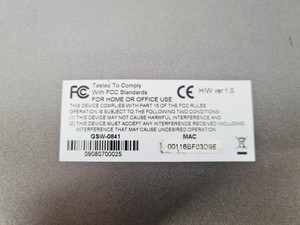 FC Tested To Comply
With FCC Standards
FOR HOME OR OFFICE USE
CE H/W ver:1.0
THIS DEVICE COMPLIES WITH PART 15 OF THE FCC RULES
OPERATION IS SUBJECT TO THE FOLLOWING TWO CONDITIONS
(1) THIS DEVICE MAY NOT CAUSE HARMFUL INTERFERENCE AND
(2) THIS DEVICE MUST ACCEPT ANY INTERFERENCE RECEIVED INCLUDING
INTERFERENCE THAT MAY CAUSE UNDESIRED OPERATION
GSW-0841 MAC
09080700025 00116BF03D9E